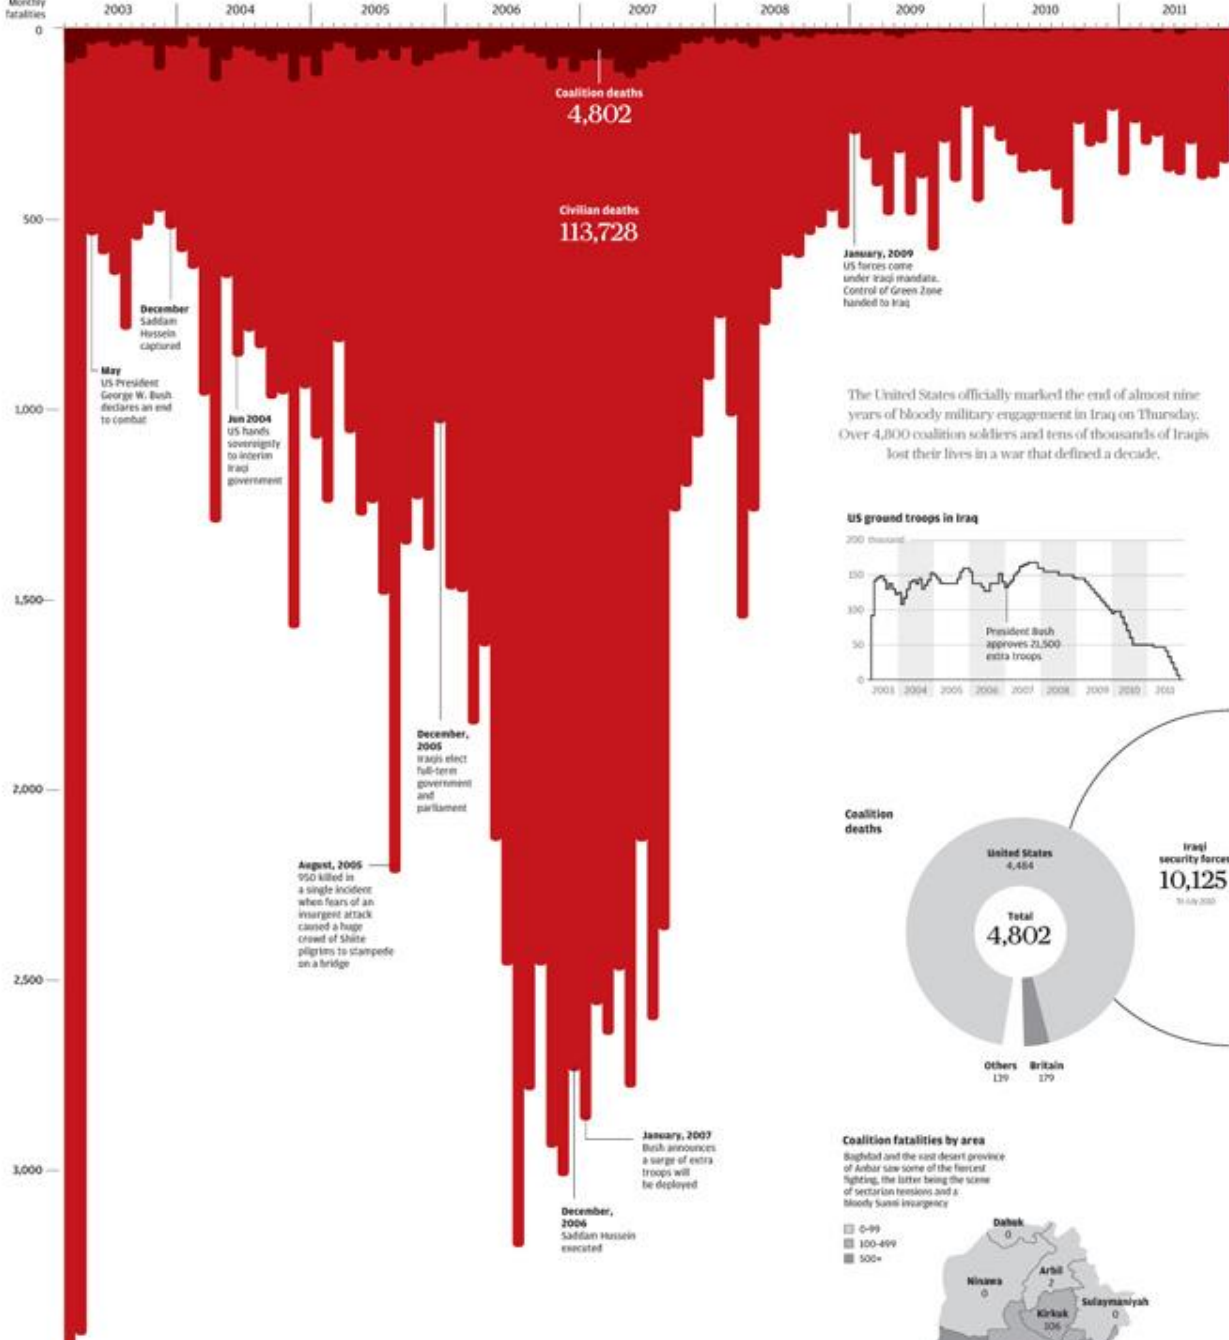 Monthly
fatalities
2003 2004 2005 2006 2007 2008 2009 2010 2011
0
500
1,000
1,500
2,000
2,500
3,000
Coalition deaths
4,802
Civilian deaths
113,728
May
US President
George W. Bush
declares an end
to combat
December
Saddam
Hussein
captured
Jun 2004
US hands
sovereignty
to interim
Iraqi
government
August, 2005
950 killed in
a single incident
when fears of an
insurgent attack
caused a huge
crowd of Shiite
pilgrims to stampede
on a bridge
December,
2005
Iraqis elect
full-term
government
and
parliament
December,
2006
Saddam Hussein
executed
January, 2007
Bush announces
a surge of extra
troops will
be deployed
January, 2009
US forces come
under Iraqi mandate.
Control of Green Zone
handed to Iraq
The United States officially marked the end of almost nine
years of bloody military engagement in Iraq on Thursday.
Over 4,800 coalition soldiers and tens of thousands of Iraqis
lost their lives in a war that defined a decade.
US ground troops in Iraq
200 thousand
150
100
50
0
President Bush
approves 21,500
extra troops
2003 2004 2005 2006 2007 2008 2009 2010 2011
Coalition
deaths
United States
4,484
Total
4,802
Others
139
Britain
179
Iraqi
security forces
10,125
Coalition fatalities by area
Baghdad and the vast desert province
of Anbar saw some of the fiercest
fighting, the latter being the scene
of sectarian tensions and a
bloody Sunni insurgency
0-99
100-499
500+
Dahuk
0
Ninawa
0
Arbil
2
Kirkuk
106
Sulaymaniyah
0